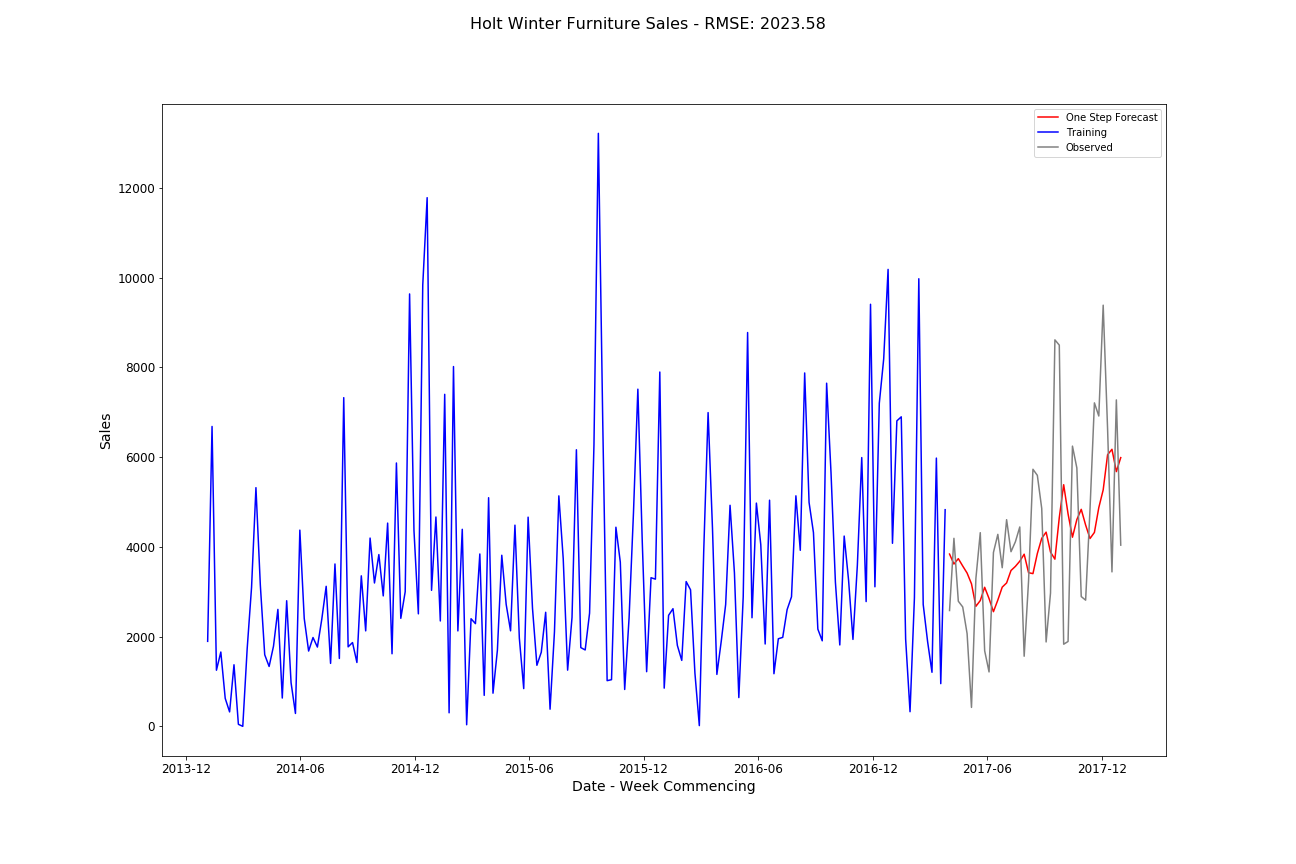 Holt Winter Furniture Sales - RMSE: 2023.58
One Step Forecast
Training
Observed
12000
10000
8000
6000
4000
2000
0
Sales
2013-12 2014-06 2014-12 2015-06 2015-12 2016-06 2016-12 2017-06 2017-12
Date - Week Commencing